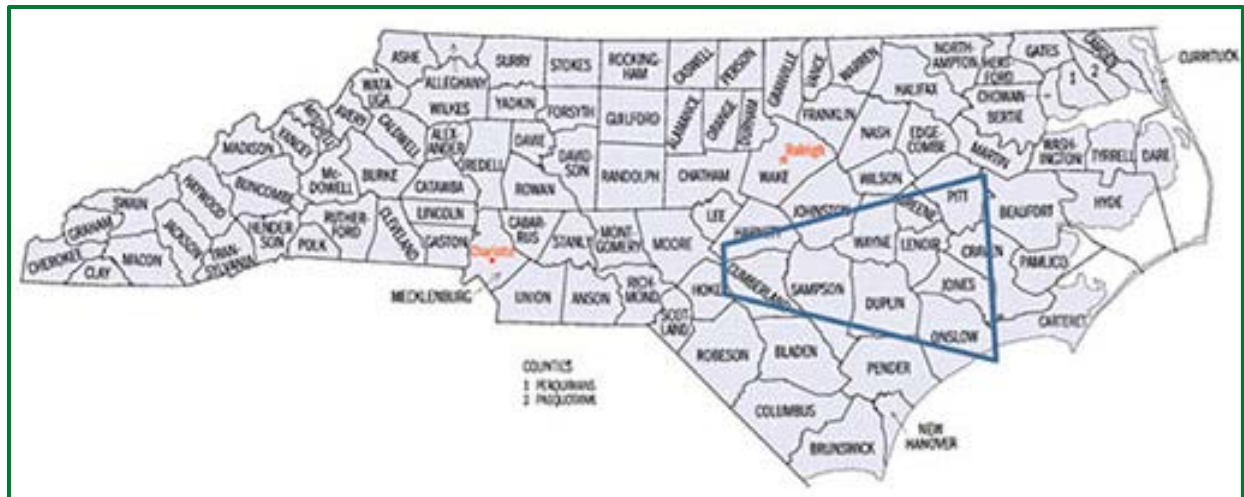 ASHE
SURRY
STOKES
ROCKING-
HAM
CASWELL
PERSON
GRANVILLE
VANCE
WARREN
NORTH-
AMPTON
HERT-
FORD
GATES
CURRITUCK
WATA
UGA
ALLEGHANY
WILKES
YADKIN
FORSYTH
GUILFORD
ALAMANCE
ORANGE
DURHAM
FRANKLIN
HALIFAX
CHOWAN
BERTIE
1
2
MITCHELL
AVERY
YANCEY
CALDWELL
ALEX-
ANDER
DAVIE
DAVID-
SON
NASH
EDGE-
COMBE
MARTIN
WASH-
INGTON
TYRRELL
DARE
MADISON
BUNCOMBE
Mc-
DOWELL
BURKE
CATAWBA
ROWAN
RANDOLPH
CHATHAM
WAKE
Raleigh
WILSON
PITT
BEAUFORT
HYDE
SWAIN
HAYWOOD
GRAHAM
JACKSON
HENDER
SON
RUTHER-
FORD
CLEVELAND
LINCOLN
GASTON
CABAR-
RUS
STANLY
MONT-
GOMERY
MOORE
LEE
HARNETT
JOHNSTON
GREENE
WAYNE
LENOIR
CRAVEN
PAMLICO
CHEROKEE
CLAY
MACON
TRAN-
SYLVANIA
POLK
Charlotte
MECKLENBURG
UNION
ANSON
RICH-
MOND
SCOT-
LAND
HOKE
CUMBERLAND
SAMPSON
DUPLIN
JONES
ONSLOW
CARTERET
ROBESON
BLADEN
PENDER
COLUMBUS
BRUNSWICK
NEW
HANOVER
COUNTIES
1 PERQUIMANS
2 PASQUOTANK